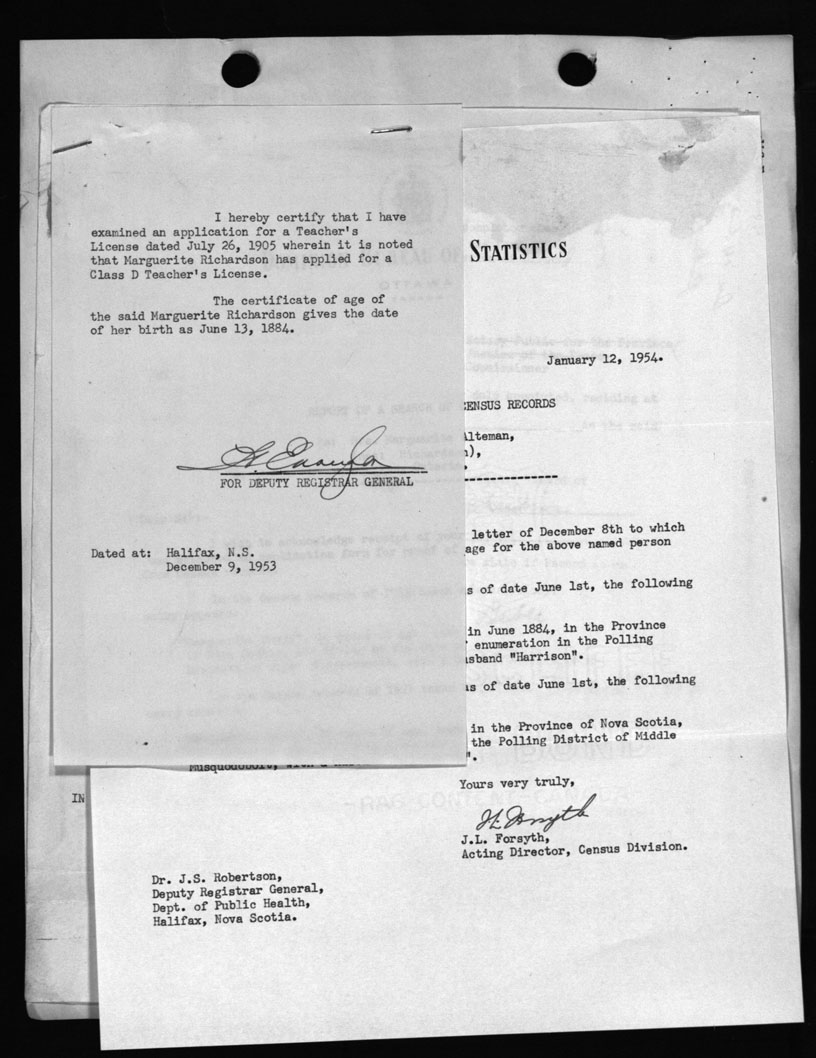 I hereby certify that I have
examined an application for a Teacher's
License dated July 26, 1905 wherein it is noted
that Marguerite Richardson has applied for a
Class D Teacher's License.
The certificate of age of
the said Marguerite Richardson gives the date
of her birth as June 13, 1884.
FOR DEPUTY REGISTRAR GENERAL
Dated at: Halifax, N.S.
December 9, 1953
STATISTICS
January 12, 1954.
ENSUS RECORDS
Alteman,
),
letter of December 8th to which
age for the above named person
s of date June 1st, the following
in June 1884, in the Province
enumeration in the Polling
usband "Harrison".
as of date June 1st, the following
in the Province of Nova Scotia,
the Polling District of Middle
".
Musquodoboit, with a
Yours very truly,
J.L. Forsyth,
Acting Director, Census Division.
Dr. J.S. Robertson,
Deputy Registrar General,
Dept. of Public Health,
Halifax, Nova Scotia.
IN